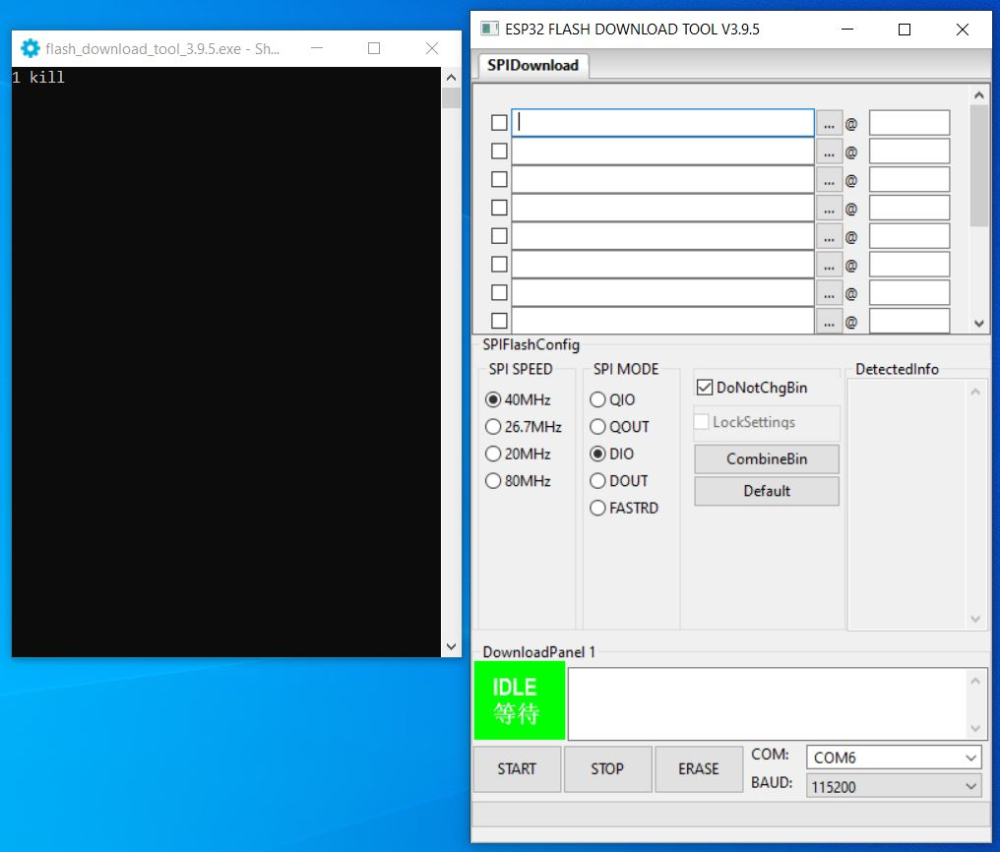 flash_download_tool_3.9.5.exe - Sh...
1 kill
ESP32 FLASH DOWNLOAD TOOL V3.9.5
SPIDownload
... @
... @
... @
... @
... @
... @
... @
... @
SPIFlashConfig
SPI SPEED
40MHz
26.7MHz
20MHz
80MHz
SPI MODE
QIO
QOUT
DIO
DOUT
FASTRD
DoNotChgBin
LockSettings
CombineBin
Default
DetectedInfo
DownloadPanel 1
IDLE
等待
START STOP ERASE
COM: COM6
BAUD: 115200